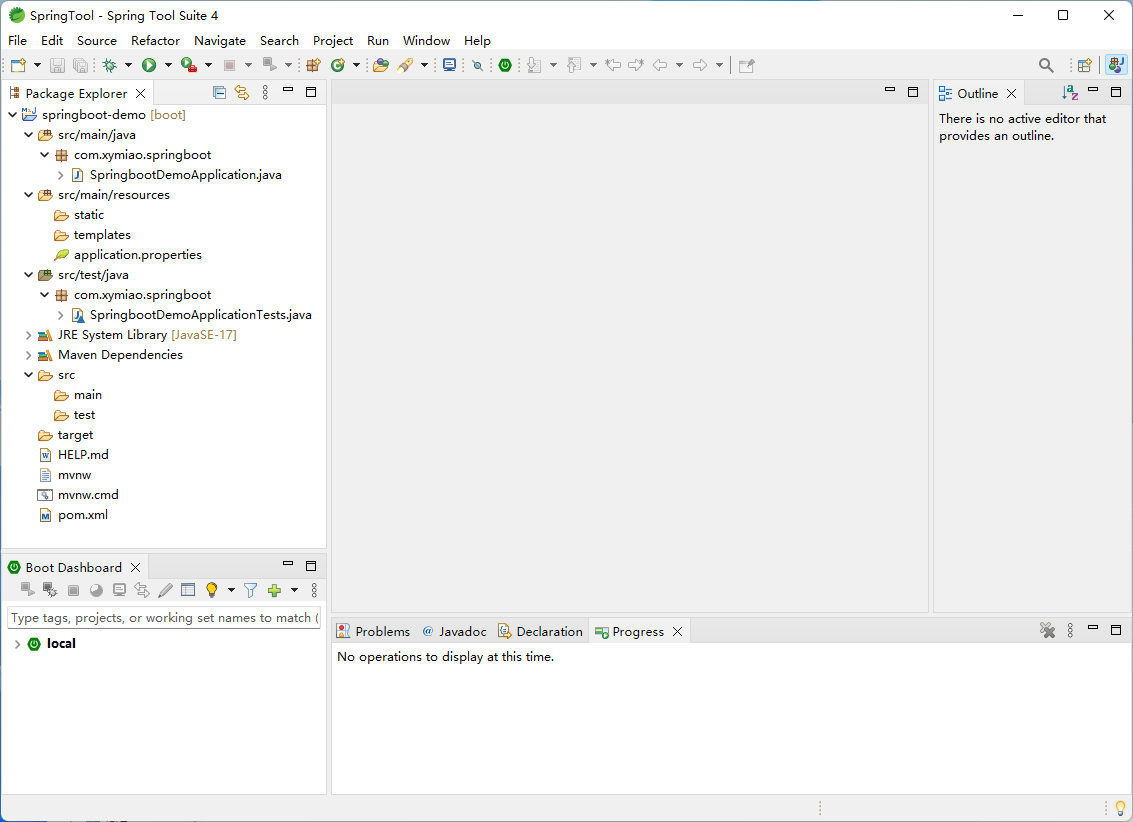 SpringTool - Spring Tool Suite 4
File Edit Source Refactor Navigate Search Project Run Window Help
Package Explorer
springboot-demo [boot]
src/main/java
com.xymiao.springboot
SpringbootDemoApplication.java
src/main/resources
static
templates
application.properties
src/test/java
com.xymiao.springboot
SpringbootDemoApplicationTests.java
JRE System Library [JavaSE-17]
Maven Dependencies
src
main
test
target
HELP.md
mvnw
mvnw.cmd
pom.xml
Outline
There is no active editor that
provides an outline.
Boot Dashboard
Type tags, projects, or working set names to match (
local
Problems @ Javadoc Declaration Progress
No operations to display at this time.